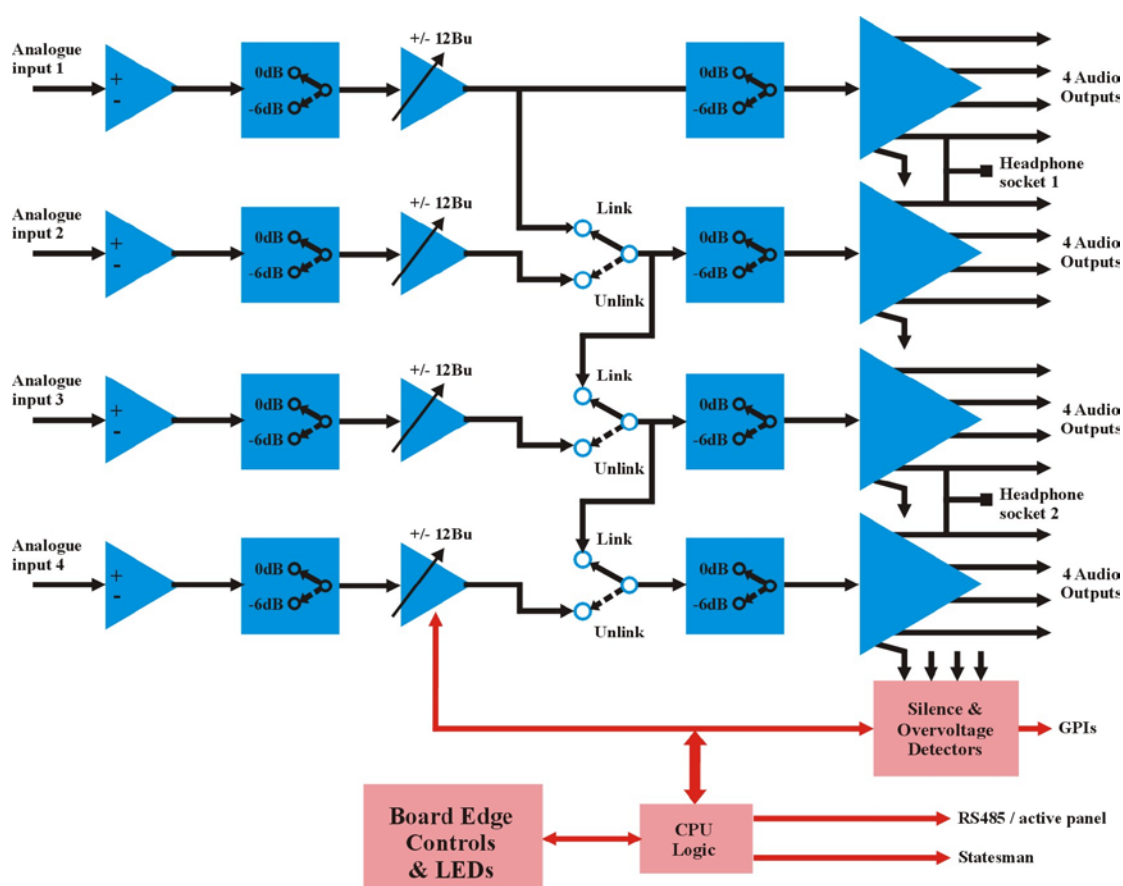 +/- 12Bu
Analogue
input 1
+
-
0dB
-6dB
0dB
-6dB
4 Audio
Outputs
Headphone
socket 1
+/- 12Bu
Analogue
input 2
+
-
0dB
-6dB
Link
Unlink
0dB
-6dB
4 Audio
Outputs
+/- 12Bu
Analogue
input 3
+
-
0dB
-6dB
Link
Unlink
0dB
-6dB
4 Audio
Outputs
Headphone
socket 2
+/- 12Bu
Analogue
input 4
+
-
0dB
-6dB
Link
Unlink
0dB
-6dB
4 Audio
Outputs
Silence &
Overvoltage
Detectors
GPIs
Board Edge
Controls
& LEDs
CPU
Logic
RS485 / active panel
Statesman